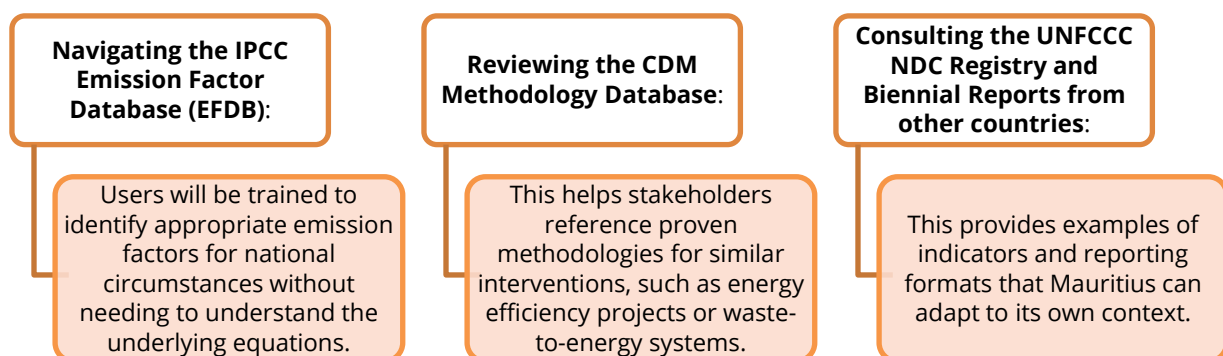 Navigating the IPCC
Emission Factor
Database (EFDB):
Users will be trained to
identify appropriate emission
factors for national
circumstances without
needing to understand the
underlying equations.
Reviewing the CDM
Methodology Database:
This helps stakeholders
reference proven
methodologies for similar
interventions, such as energy
efficiency projects or waste-
to-energy systems.
Consulting the UNFCCC
NDC Registry and
Biennial Reports from
other countries:
This provides examples of
indicators and reporting
formats that Mauritius can
adapt to its own context.